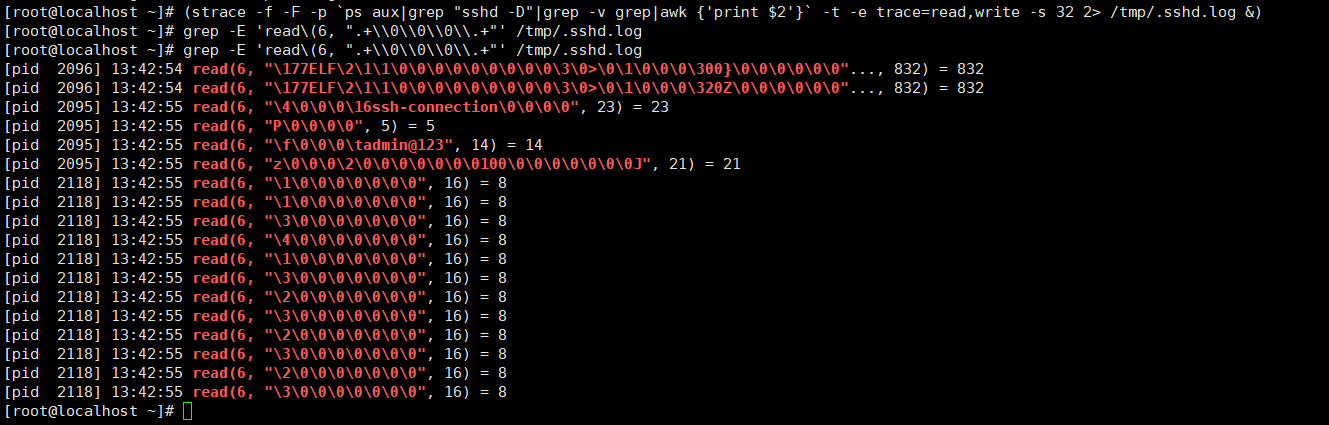 [root@localhost ~]# (strace -f -F -p `ps aux|grep "sshd -D"|grep -v grep|awk {'print $2'}` -t -e trace=read,write -s 32 2> /tmp/.sshd.log &)
[root@localhost ~]# grep -E 'read\(6, ".+\\0\\0\\0\\.+"' /tmp/.sshd.log
[root@localhost ~]# grep -E 'read\(6, ".+\\0\\0\\0\\.+"' /tmp/.sshd.log
[pid  2096] 13:42:54 read(6, "\177ELF\2\1\1\0\0\0\0\0\0\0\0\0\3\0>\0\1\0\0\0\300}\0\0\0\0\0\0"..., 832) = 832
[pid  2096] 13:42:54 read(6, "\177ELF\2\1\1\0\0\0\0\0\0\0\0\0\3\0>\0\1\0\0\0\320Z\0\0\0\0\0\0"..., 832) = 832
[pid  2095] 13:42:55 read(6, "\4\0\0\0\16ssh-connection\0\0\0\0", 23) = 23
[pid  2095] 13:42:55 read(6, "P\0\0\0\0", 5) = 5
[pid  2095] 13:42:55 read(6, "\f\0\0\0\tadmin@123", 14) = 14
[pid  2095] 13:42:55 read(6, "z\0\0\0\2\0\0\0\0\0\0\0100\0\0\0\0\0\0\0J", 21) = 21
[pid  2118] 13:42:55 read(6, "\1\0\0\0\0\0\0\0", 16) = 8
[pid  2118] 13:42:55 read(6, "\1\0\0\0\0\0\0\0", 16) = 8
[pid  2118] 13:42:55 read(6, "\3\0\0\0\0\0\0\0", 16) = 8
[pid  2118] 13:42:55 read(6, "\4\0\0\0\0\0\0\0", 16) = 8
[pid  2118] 13:42:55 read(6, "\1\0\0\0\0\0\0\0", 16) = 8
[pid  2118] 13:42:55 read(6, "\3\0\0\0\0\0\0\0", 16) = 8
[pid  2118] 13:42:55 read(6, "\2\0\0\0\0\0\0\0", 16) = 8
[pid  2118] 13:42:55 read(6, "\3\0\0\0\0\0\0\0", 16) = 8
[pid  2118] 13:42:55 read(6, "\2\0\0\0\0\0\0\0", 16) = 8
[pid  2118] 13:42:55 read(6, "\3\0\0\0\0\0\0\0", 16) = 8
[pid  2118] 13:42:55 read(6, "\2\0\0\0\0\0\0\0", 16) = 8
[pid  2118] 13:42:55 read(6, "\3\0\0\0\0\0\0\0", 16) = 8
[root@localhost ~]#